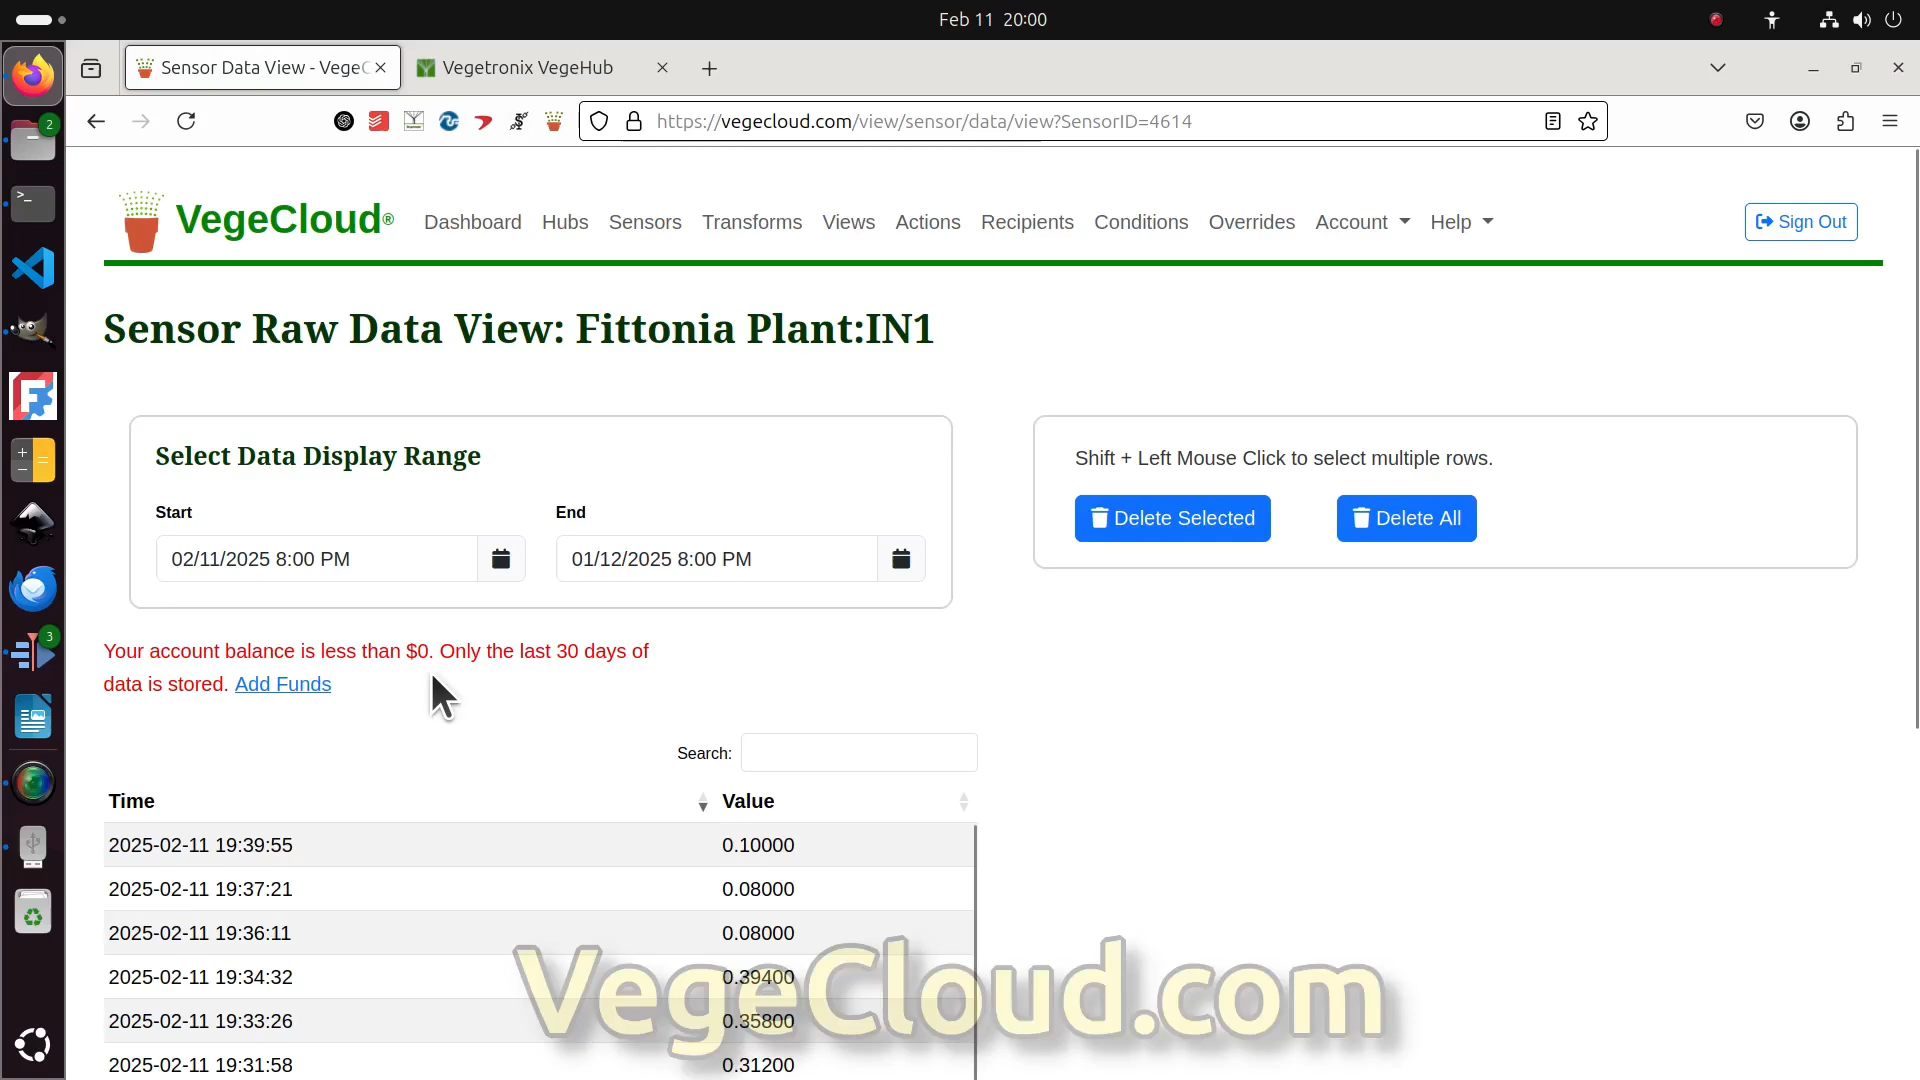 Feb 11 20:00
Sensor Data View - VegeC
Vegetronix VegeHub
2
https://vegecloud.com/view/sensor/data/view?SensorID=4614
VegeCloud®
Dashboard
Hubs
Sensors
Transforms
Views
Actions
Recipients
Conditions
Overrides
Account
Help
Sign Out
Sensor Raw Data View: Fittonia Plant:IN1
Select Data Display Range
Start
End
02/11/2025 8:00 PM
01/12/2025 8:00 PM
Shift + Left Mouse Click to select multiple rows.
Delete Selected
Delete All
3
Your account balance is less than $0. Only the last 30 days of
data is stored. Add Funds
Search:
Time
Value
2025-02-11 19:39:55 0.10000
2025-02-11 19:37:21 0.08000
2025-02-11 19:36:11 0.08000
2025-02-11 19:34:32 0.39400
2025-02-11 19:33:26 0.35800
2025-02-11 19:31:58 0.31200
VegeCloud.com